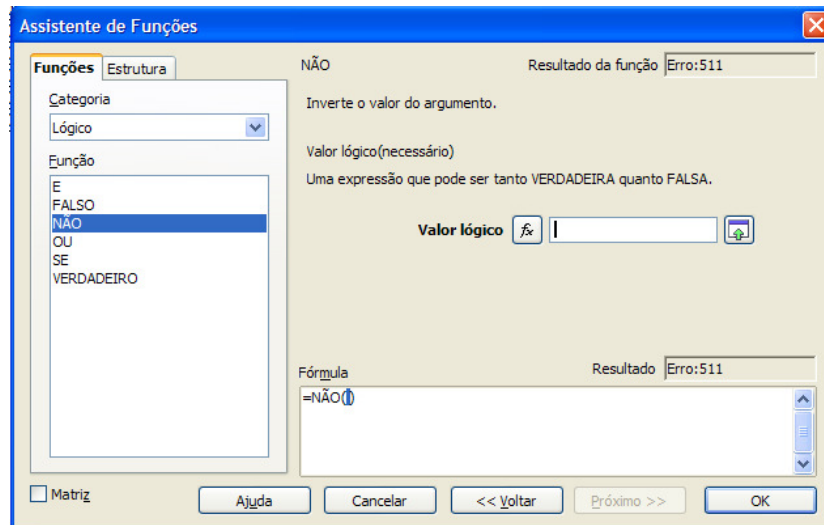 Assistente de Funções
Funções Estrutura
Categoria
Lógico
Função
E
FALSO
NÃO
OU
SE
VERDADEIRO
NÃO
Resultado da função Erro:511
Inverte o valor do argumento.
Valor lógico(necessário)
Uma expressão que pode ser tanto VERDADEIRA quanto FALSA.
Valor lógico fx
Fórmula
Resultado Erro:511
=NÃO()
Matriz
Ajuda Cancelar << Voltar Próximo >> OK